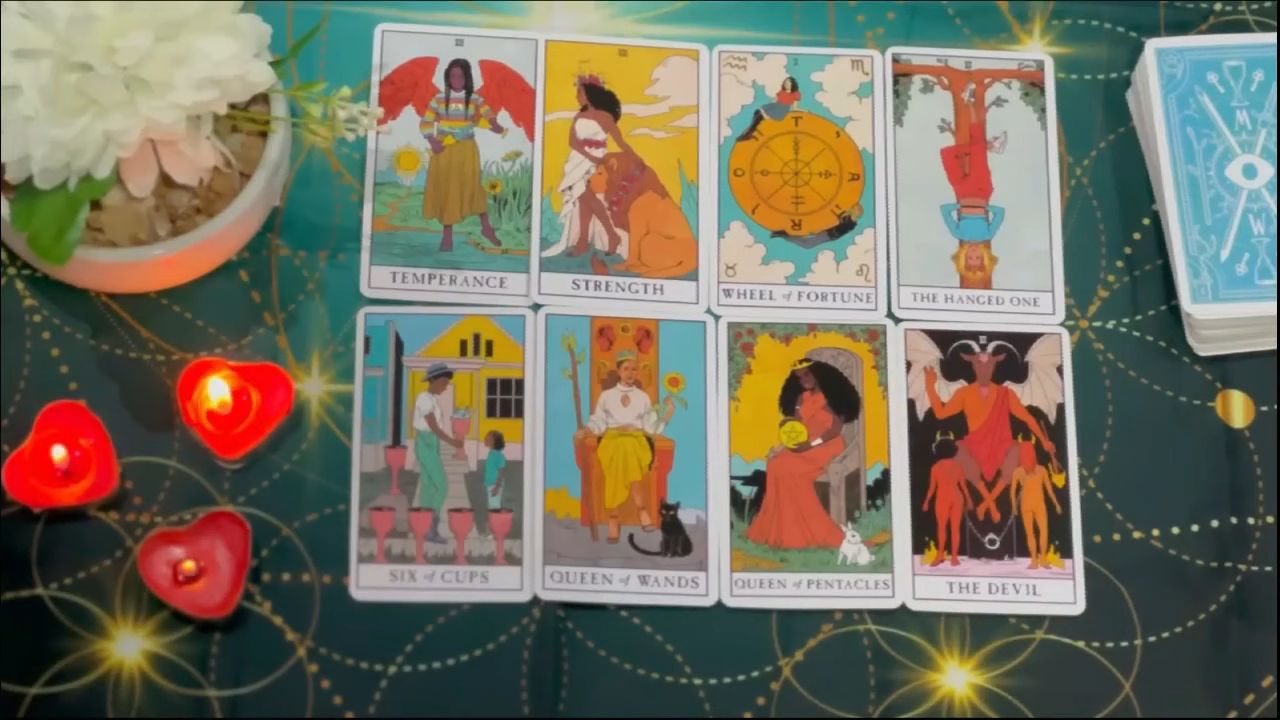 TEMPERANCE
STRENGTH
WHEEL of FORTUNE
THE HANGED ONE
SIX of CUPS
QUEEN of WANDS
QUEEN of PENTACLES
THE DEVIL
M
W